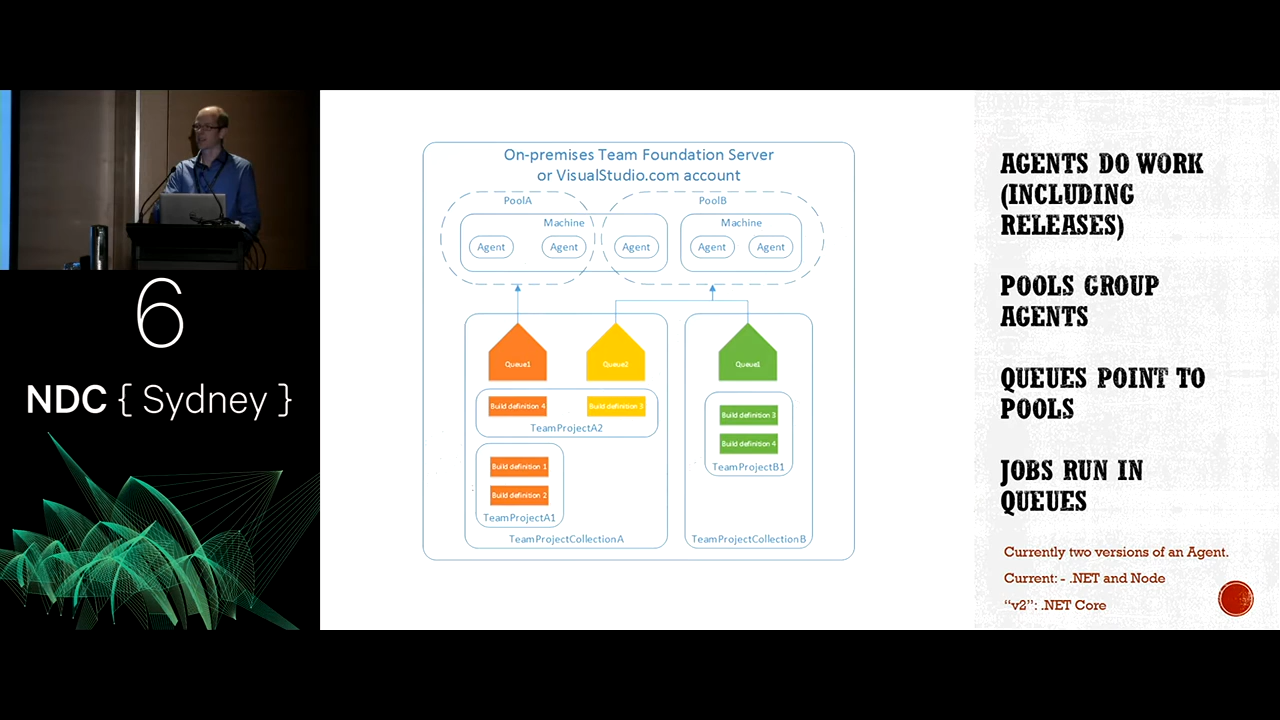 6
NDC { Sydney }
On-premises Team Foundation Server
or VisualStudio.com account
PoolA
PoolB
Machine
Machine
Agent
Agent
Agent
Agent
Agent
Queue1
Queue2
Queue1
Build definition 4
Build definition 3
TeamProjectA2
Build definition 1
Build definition 2
TeamProjectA1
TeamProjectCollectionA
Build definition 3
Build definition 4
TeamProjectB1
TeamProjectCollectionB
AGENTS DO WORK
(INCLUDING
RELEASES)
POOLS GROUP
AGENTS
QUEUES POINT TO
POOLS
JOBS RUN IN
QUEUES
Currently two versions of an Agent.
Current: - .NET and Node
“v2”: .NET Core